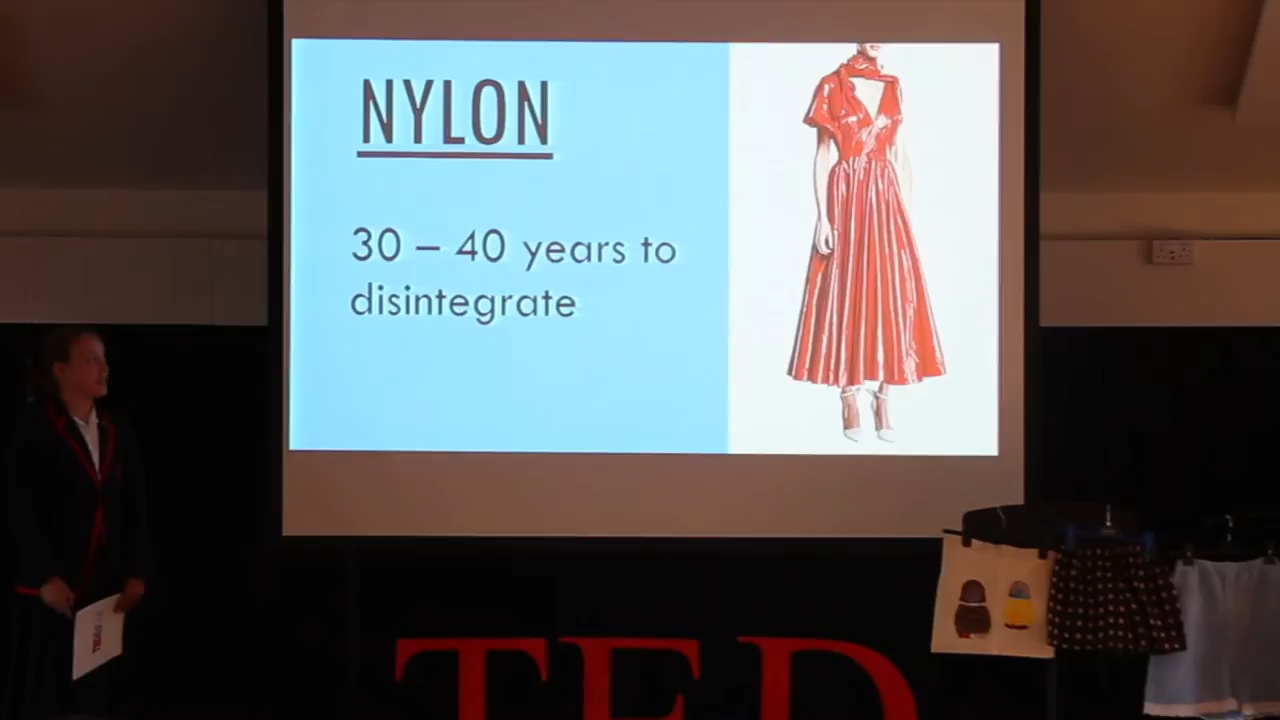 NYLON
30 – 40 years to
disintegrate
TED